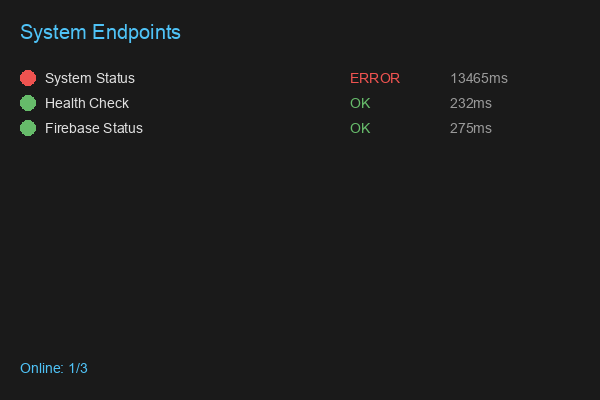 System Endpoints
System Status ERROR 13465ms
Health Check OK 232ms
Firebase Status OK 275ms
Online: 1/3